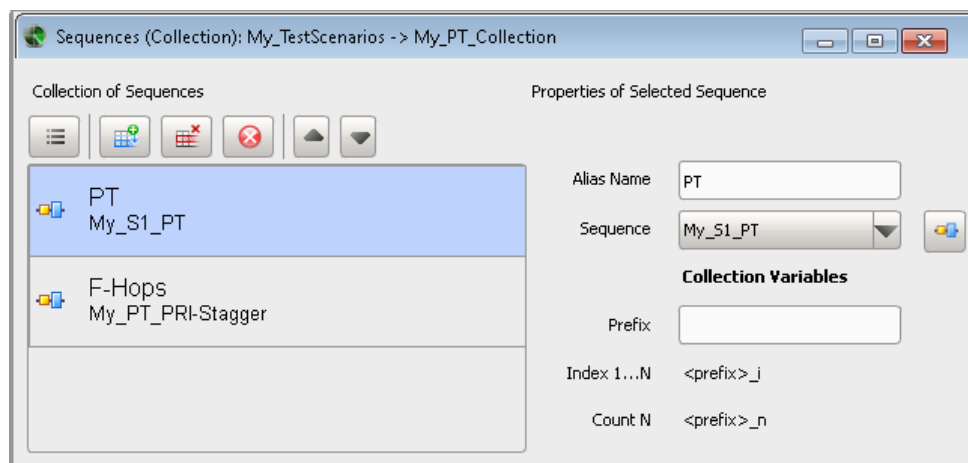 Sequences (Collection): My_TestScenarios -> My_PT_Collection
Collection of Sequences
Properties of Selected Sequence
PT
My_S1_PT
F-Hops
My_PT_PRI-Stagger
Alias Name PT
Sequence My_S1_PT
Collection Variables
Prefix
Index 1...N <prefix>_i
Count N <prefix>_n